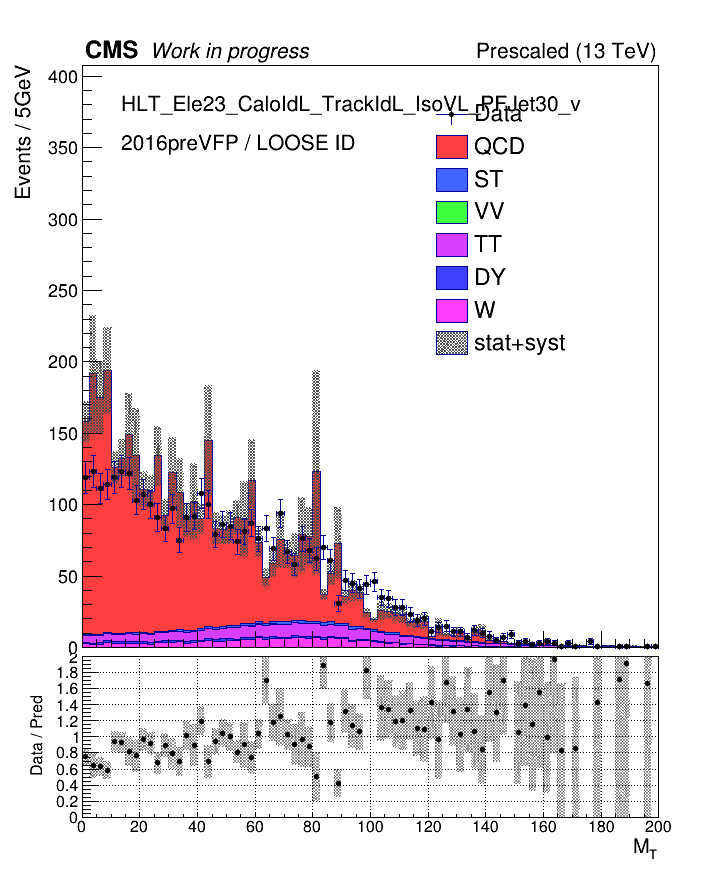 CMS Work in progress Prescaled (13 TeV)
Events / 5GeV
400
350
300
250
200
150
100
50
0
HLT_Ele23_CaloIdL_TrackIdL_IsoVL_PFJet30_v
2016preVFP / LOOSE ID
Data
QCD
ST
VV
TT
DY
W
stat+syst
Data / Pred
2
1.8
1.6
1.4
1.2
1
0.8
0.6
0.4
0.2
0
0 20 40 60 80 100 120 140 160 180 200
M_T